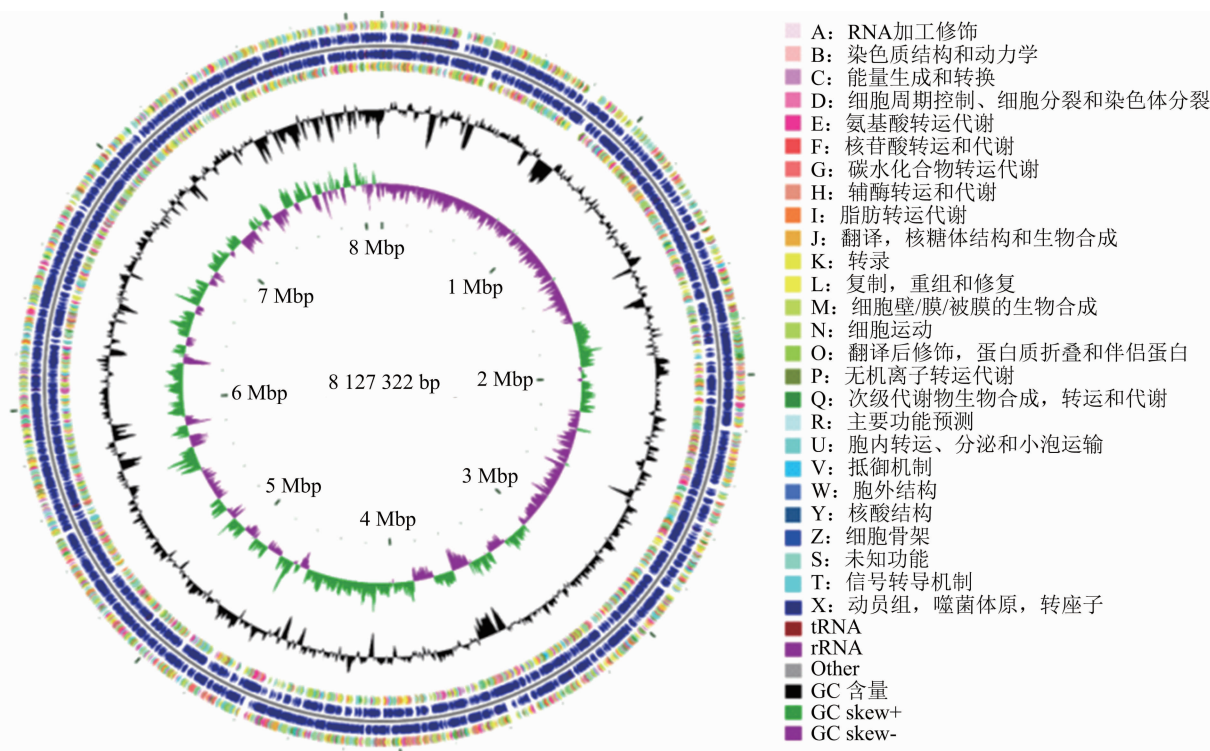 8 Mbp
1 Mbp
7 Mbp
8 127 322 bp
2 Mbp
6 Mbp
3 Mbp
5 Mbp
4 Mbp
A：RNA加工修饰
B：染色质结构和动力学
C：能量生成和转换
D：细胞周期控制、细胞分裂和染色体分裂
E：氨基酸转运代谢
F：核苷酸转运和代谢
G：碳水化合物转运代谢
H：辅酶转运和代谢
I：脂肪转运代谢
J：翻译，核糖体结构和生物合成
K：转录
L：复制，重组和修复
M：细胞壁/膜/被膜的生物合成
N：细胞运动
O：翻译后修饰，蛋白质折叠和伴侣蛋白
P：无机离子转运代谢
Q：次级代谢物生物合成，转运和代谢
R：主要功能预测
U：胞内转运、分泌和小泡运输
V：抵御机制
W：胞外结构
Y：核酸结构
Z：细胞骨架
S：未知功能
T：信号转导机制
X：动员组，噬菌体原，转座子
tRNA
rRNA
Other
GC 含量
GC skew+
GC skew-